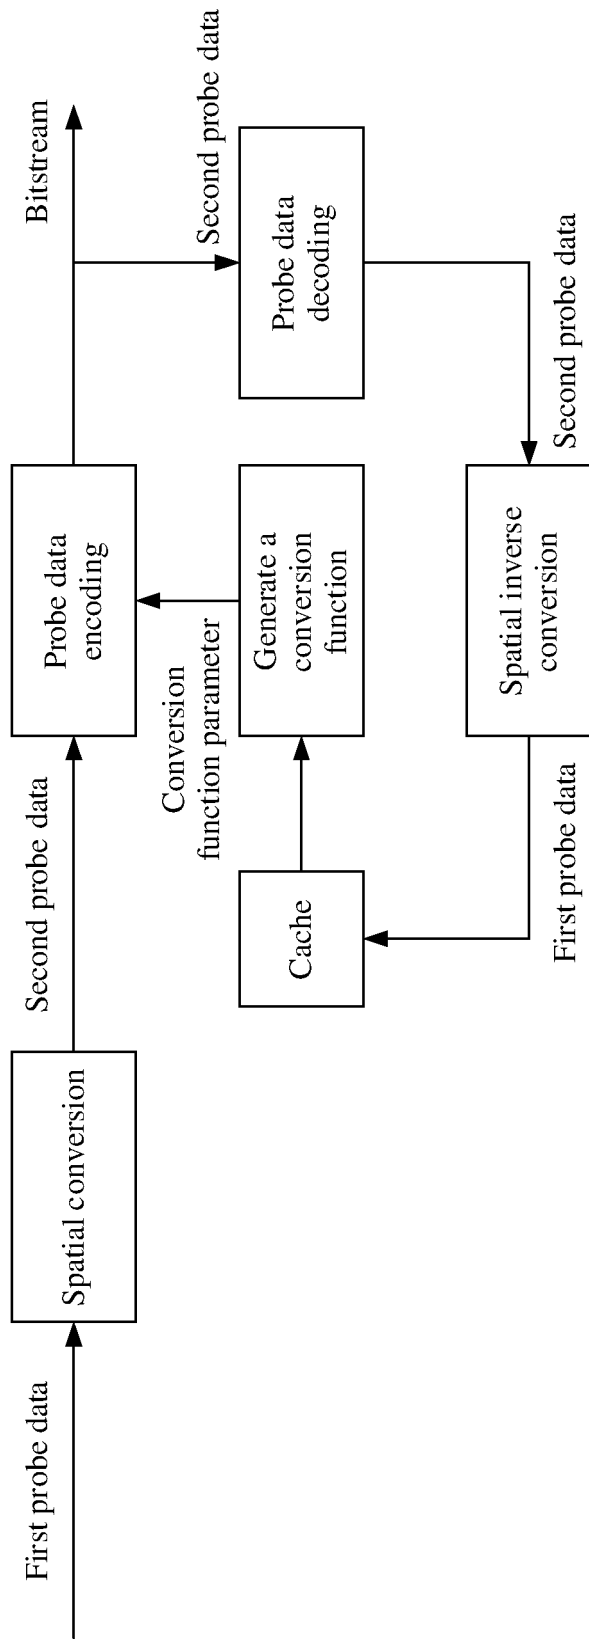 First probe data
Spatial conversion
Second probe data
Probe data
encoding
Bitstream
Second probe data
Conversion
function parameter
Cache
Generate a
conversion
function
Probe data
decoding
First probe data
Spatial inverse
conversion
Second probe data